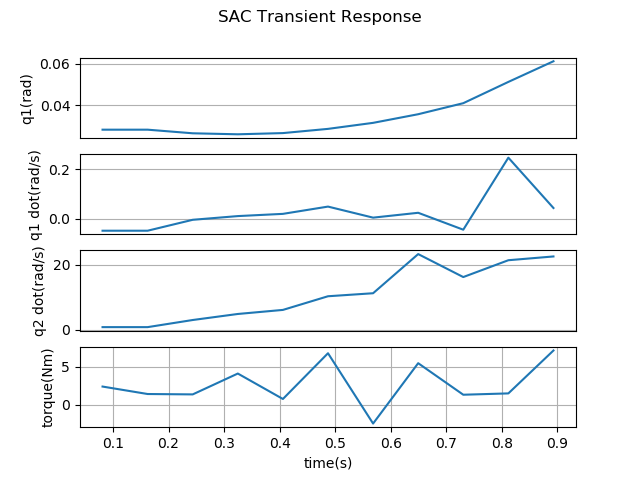 SAC Transient Response
q1(rad)
0.06
0.04
q1 dot(rad/s)
0.2
0.0
q2 dot(rad/s)
20
0
torque(Nm)
5
0
0.1 0.2 0.3 0.4 0.5 0.6 0.7 0.8 0.9
time(s)